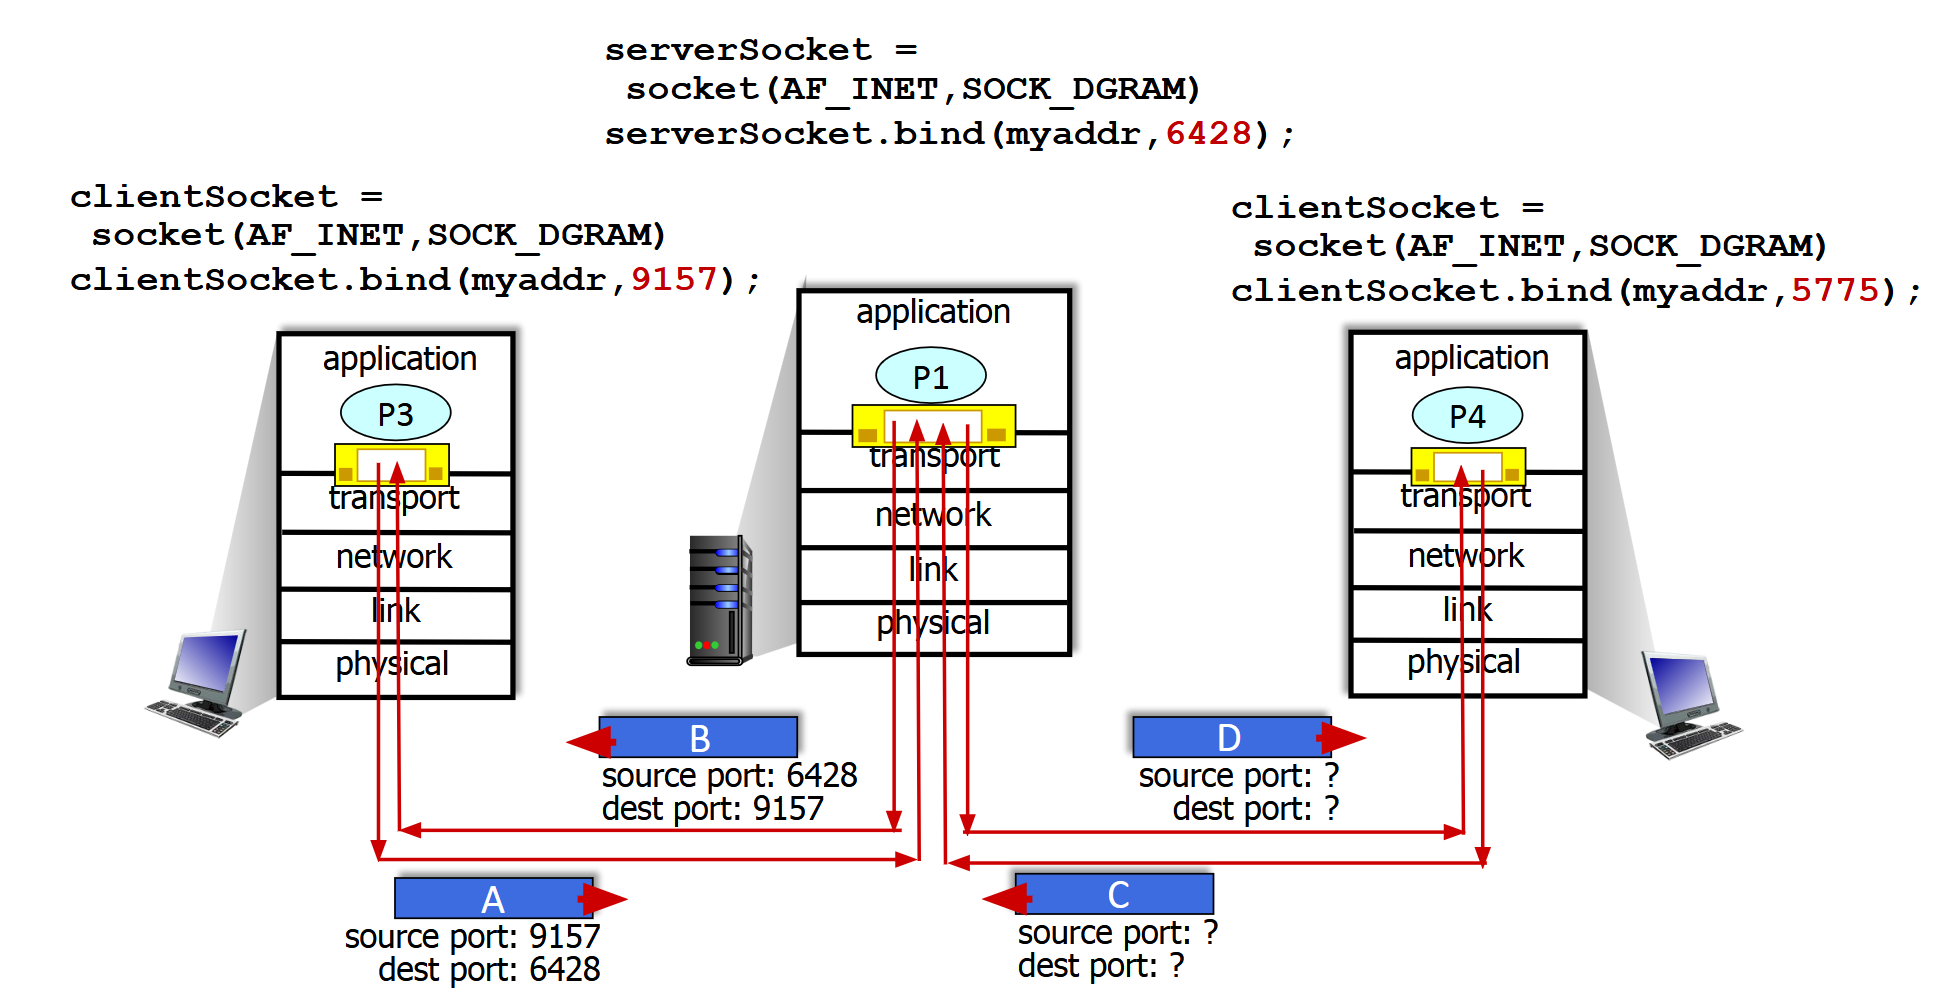 serverSocket =
socket(AF_INET,SOCK_DGRAM)
serverSocket.bind(myaddr,6428);
clientSocket =
socket(AF_INET,SOCK_DGRAM)
clientSocket.bind(myaddr,9157);
clientSocket =
socket(AF_INET,SOCK_DGRAM)
clientSocket.bind(myaddr,5775);
application
P3
transport
network
link
physical
application
P1
transport
network
link
physical
application
P4
transport
network
link
physical
B
source port: 6428
dest port: 9157
D
source port: ?
dest port: ?
A
source port: 9157
dest port: 6428
C
source port: ?
dest port: ?